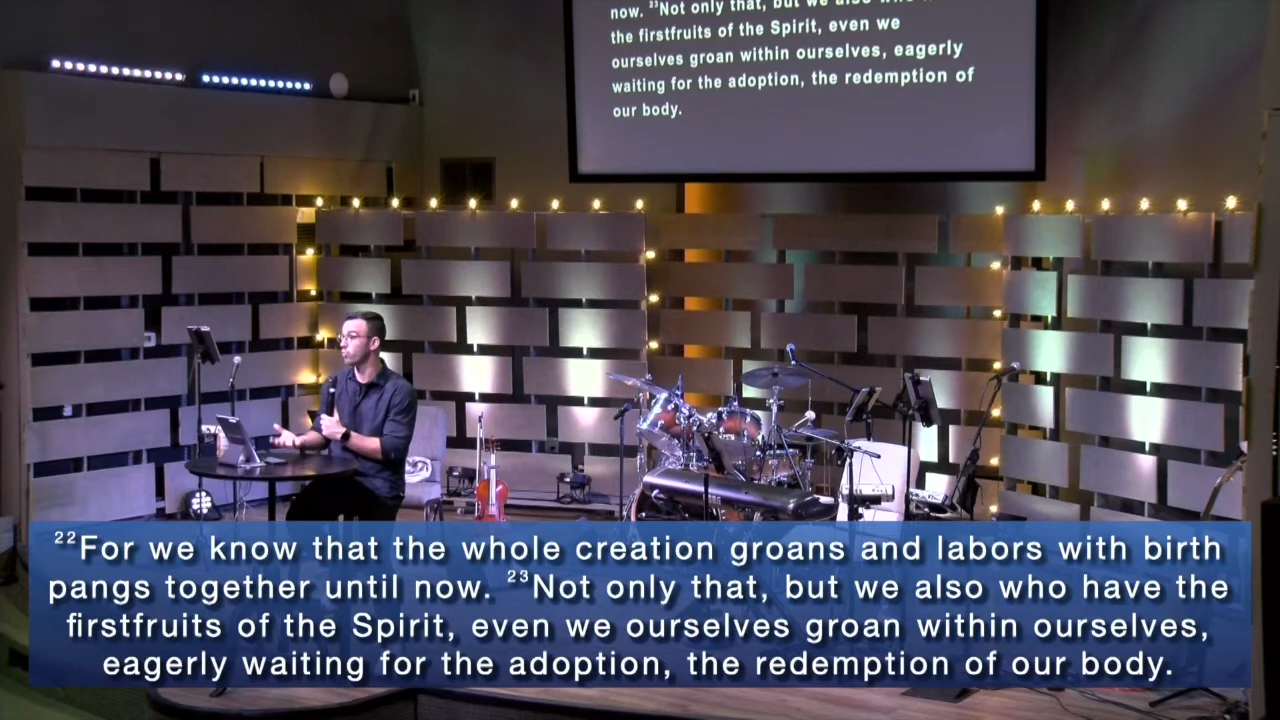 now. ²³Not only that, but we also who
the firstfruits of the Spirit, even we
ourselves groan within ourselves, eagerly
waiting for the adoption, the redemption of
our body.
²²For we know that the whole creation groans and labors with birth
pangs together until now. ²³Not only that, but we also who have the
firstfruits of the Spirit, even we ourselves groan within ourselves,
eagerly waiting for the adoption, the redemption of our body.